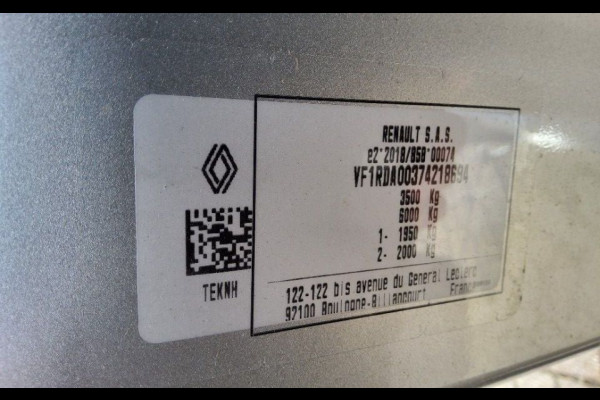 RENAULT S.A.S.
e2*2018/858*00074
VF1RDA00374218694
3500 Kg
6000 Kg
1- 1950 Kg
2- 2000 Kg
TEKNH
122-122 bis avenue du General Leclerc
92100 Boulogne-Billancourt France